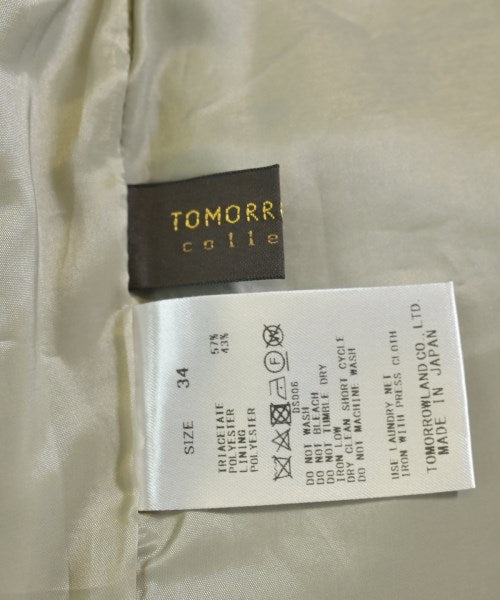 TOMORR
colle
SIZE 34
TRIACETATE 57%
POLYESTER 43%
LINING
POLYESTER
DS006
DO NOT WASH
DO NOT BLEACH
DO NOT TUMBLE DRY
IRON LOW
DRY CLEAN SHORT CYCLE
DO NOT MACHINE WASH
USE LAUNDRY NET
IRON WITH PRESS CLOTH
TOMORROWLAND CO., LTD.
MADE IN JAPAN